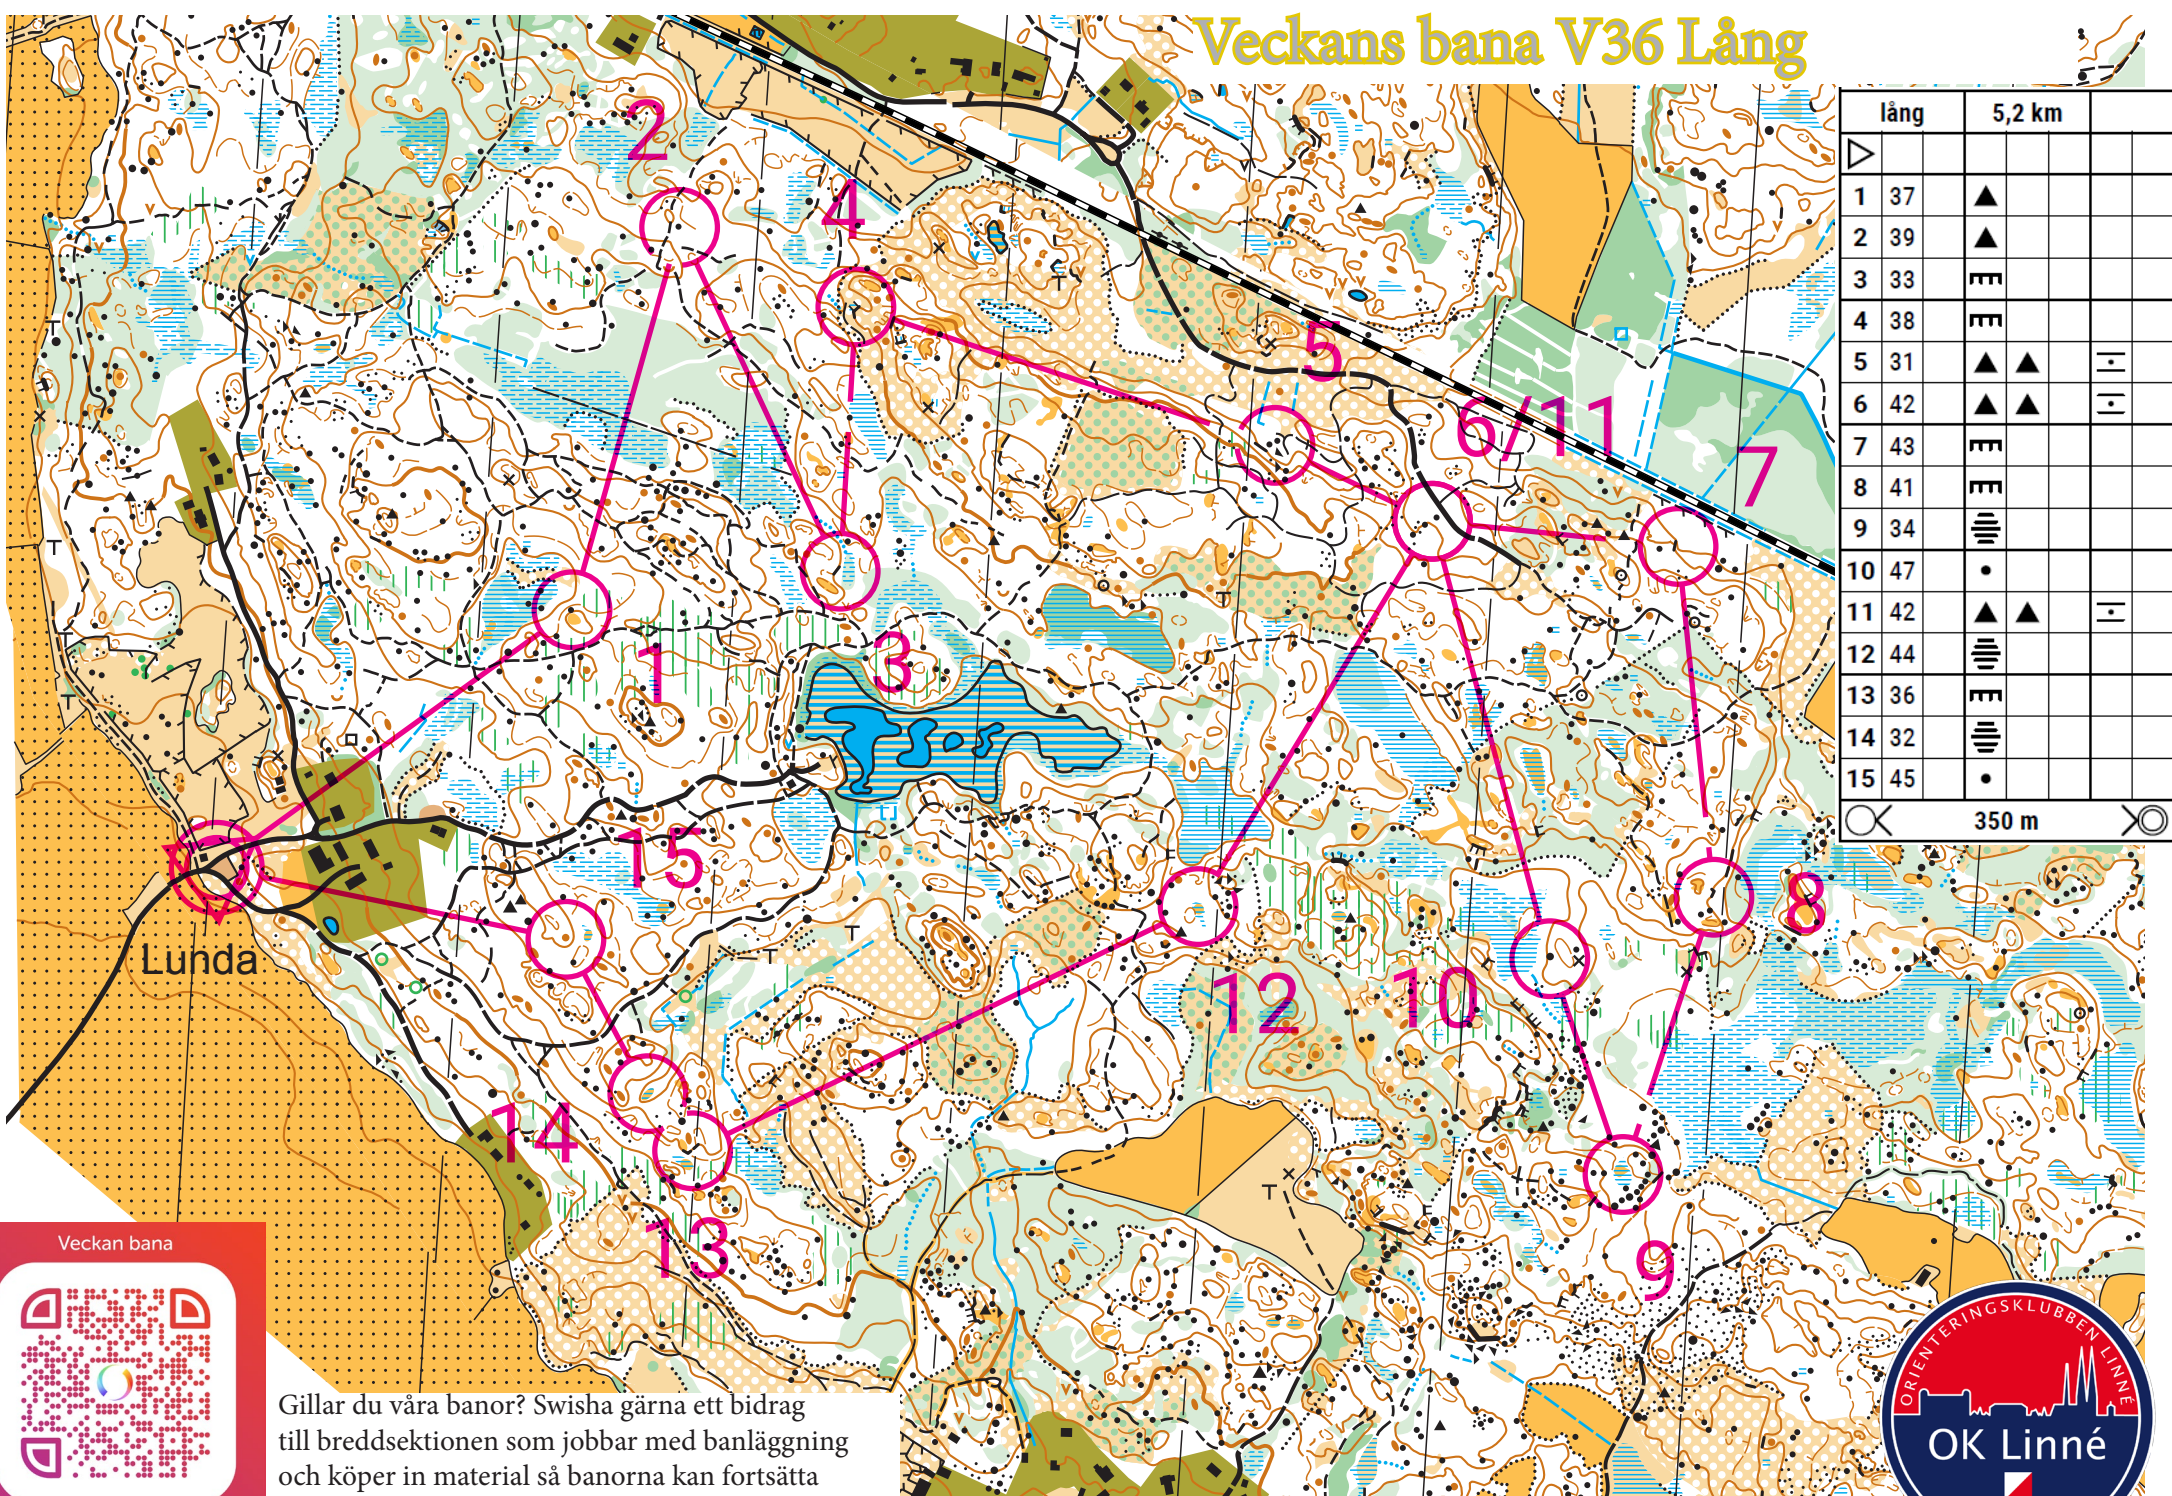 Veckans bana V36 Lång
lång 5,2 km
1 37
2 39
3 33
4 38
5 31
6 42
7 43
8 41
9 34
10 47
11 42
12 44
13 36
14 32
15 45
350 m
2
4
5
6/11
7
1
3
15
8
Lunda
12
10
14
13
9
Veckan bana
Gillar du våra banor? Swisha gärna ett bidrag
till breddsektionen som jobbar med banläggning
och köper in material så banorna kan fortsätta
ORIENTERINGSKLUBBEN LINNÉ
OK Linné